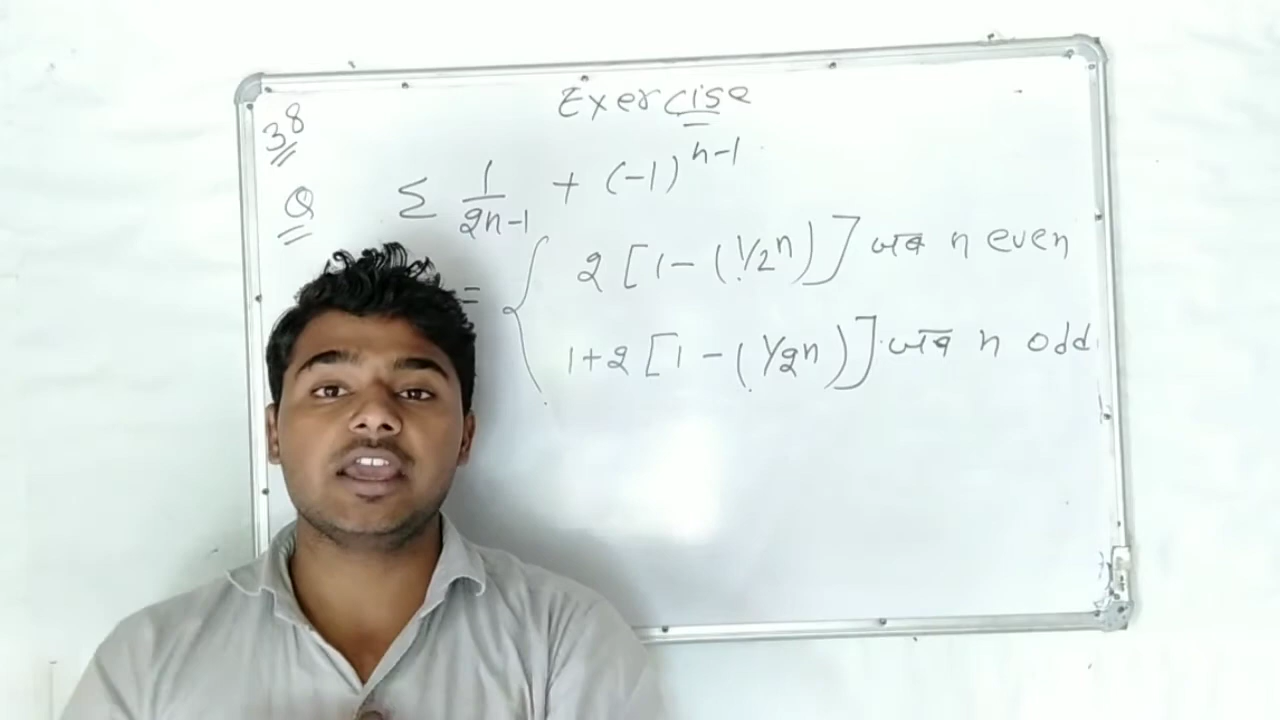 Exercise
38
Q Σ 1/2n-1 + (-1)^n-1
= { 2 [1 - (1/2n)] जब n even
1+2 [1 - (1/2n)] जब n odd